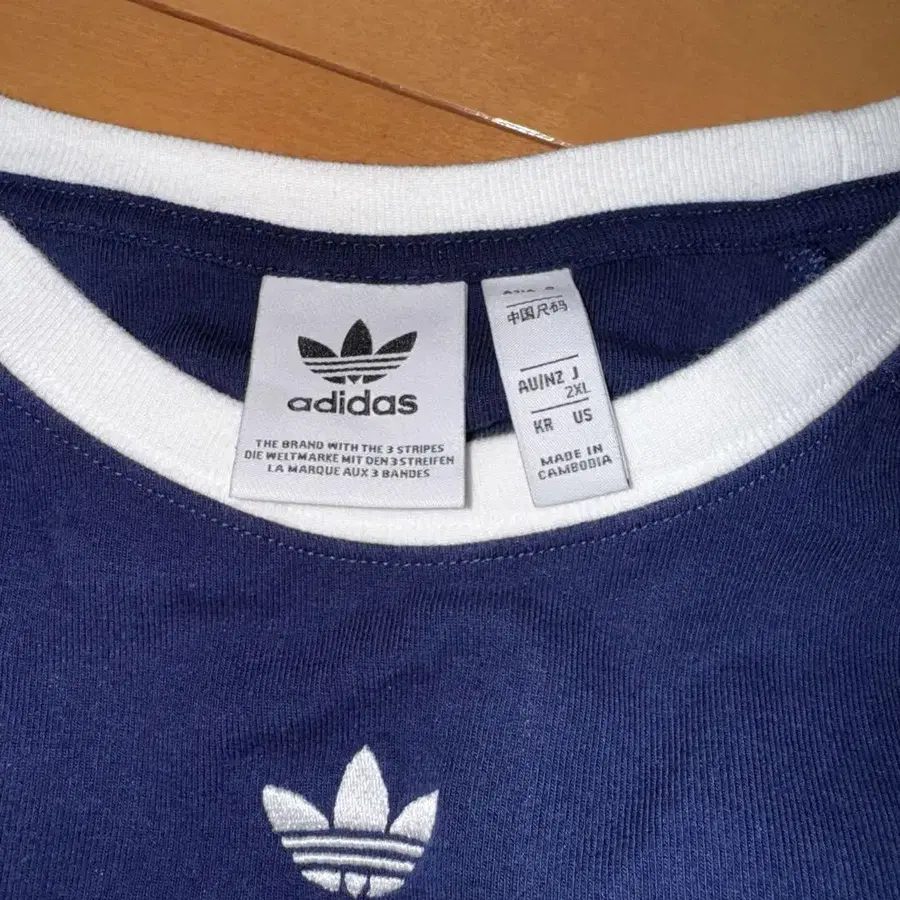 adidas
THE BRAND WITH THE 3 STRIPES
DIE WELTMARKE MIT DEN 3 STREIFEN
LA MARQUE AUX 3 BANDES
中国尺码
AU/NZ J
2XL
KR US
MADE IN
CAMBODIA